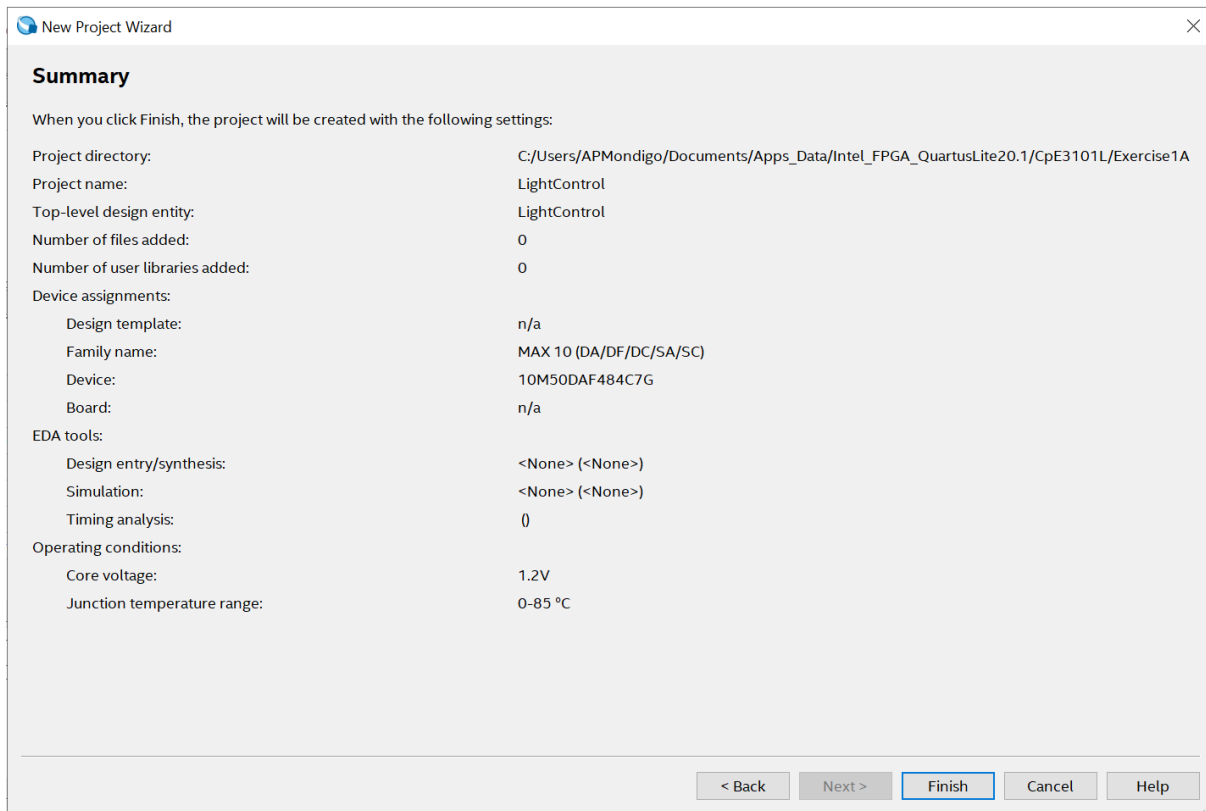 New Project Wizard
Summary
When you click Finish, the project will be created with the following settings:
Project directory: C:/Users/APMondigo/Documents/Apps_Data/Intel_FPGA_QuartusLite20.1/CpE3101L/Exercise1A
Project name: LightControl
Top-level design entity: LightControl
Number of files added: 0
Number of user libraries added: 0
Device assignments:
Design template: n/a
Family name: MAX 10 (DA/DF/DC/SA/SC)
Device: 10M50DAF484C7G
Board: n/a
EDA tools:
Design entry/synthesis: <None> (<None>)
Simulation: <None> (<None>)
Timing analysis: ()
Operating conditions:
Core voltage: 1.2V
Junction temperature range: 0-85 ºC
< Back Next > Finish Cancel Help